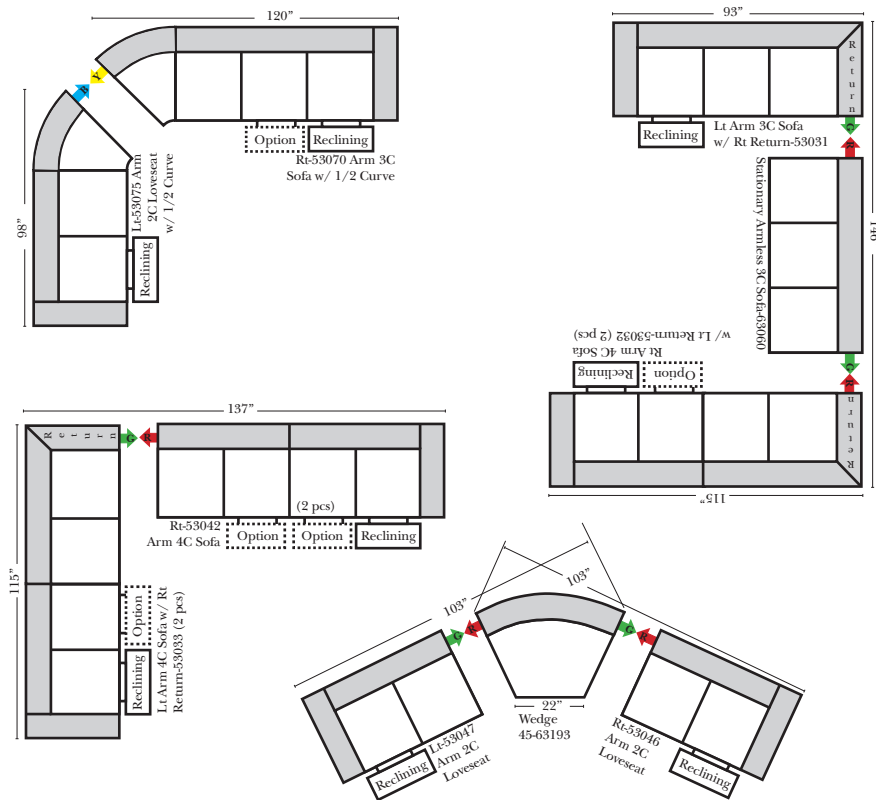 120"
B
Y
Option
Reclining
Rt-53070 Arm 3C
Sofa w/ 1/2 Curve
98"
Lt-53075 Arm
2C Loveseat
w/ 1/2 Curve
Reclining
93"
Return
Reclining
Lt Arm 3C Sofa
w/ Rt Return-53031
G
R
146"
Stationary Armless 3C Sofa-63060
G
R
Rt Arm 4C Sofa
w/ Lt Return-53032 (2 pcs)
Reclining
Option
Return
115"
137"
Return
G
R
(2 pcs)
Rt-53042
Arm 4C Sofa
Option
Option
Reclining
115"
Option
Reclining
Lt Arm 4C Sofa w/ Rt
Return-53033 (2 pcs)
103"
103"
G
R
G
R
22"
Wedge
45-63193
Reclining
Lt-53047
Arm 2C
Loveseat
Rt-53046
Arm 2C
Loveseat
Reclining